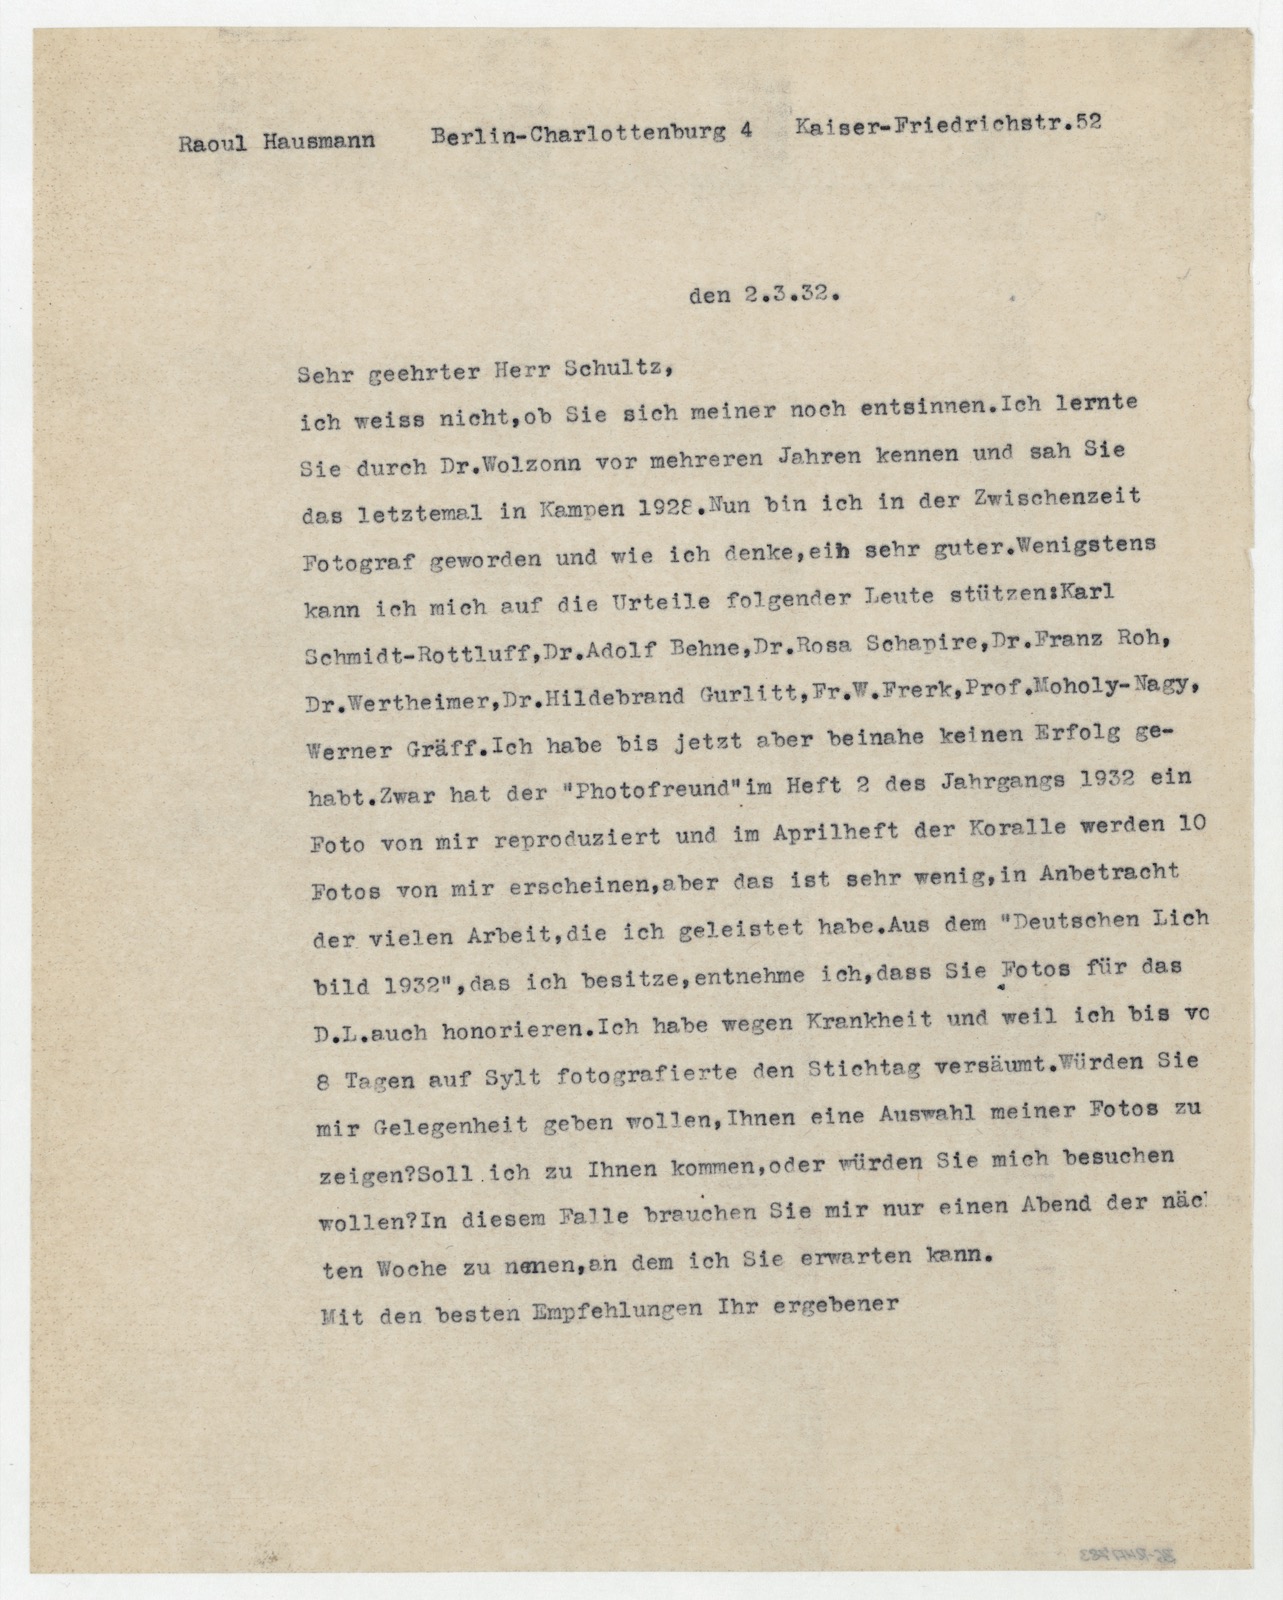 Raoul Hausmann Berlin-Charlottenburg 4 Kaiser-Friedrichstr.52
den 2.3.32.
Sehr geehrter Herr Schultz,
ich weiss nicht,ob Sie sich meiner noch entsinnen.Ich lernte
Sie durch Dr.Wolzonn vor mehreren Jahren kennen und sah Sie
das letztemal in Kampen 1928.Nun bin ich in der Zwischenzeit
Fotograf geworden und wie ich denke,ein sehr guter.Wenigstens
kann ich mich auf die Urteile folgender Leute stützen:Karl
Schmidt-Rottluff,Dr.Adolf Behne,Dr.Rosa Schapire,Dr.Franz Roh,
Dr.Wertheimer,Dr.Hildebrand Gurlitt,Fr.W.Frerk,Prof.Moholy-Nagy,
Werner Gräff.Ich habe bis jetzt aber beinahe keinen Erfolg ge-
habt.Zwar hat der "Photofreund"im Heft 2 des Jahrgangs 1932 ein
Foto von mir reproduziert und im Aprilheft der Koralle werden 10
Fotos von mir erscheinen,aber das ist sehr wenig,in Anbetracht
der vielen Arbeit,die ich geleistet habe.Aus dem "Deutschen Lich
bild 1932",das ich besitze,entnehme ich,dass Sie Fotos für das
D.L.auch honorieren.Ich habe wegen Krankheit und weil ich bis vo
8 Tagen auf Sylt fotografierte den Stichtag versäumt.Würden Sie
mir Gelegenheit geben wollen,Ihnen eine Auswahl meiner Fotos zu
zeigen?Soll ich zu Ihnen kommen,oder würden Sie mich besuchen
wollen?In diesem Falle brauchen Sie mir nur einen Abend der näc
ten Woche zu nenen,an dem ich Sie erwarten kann.
Mit den besten Empfehlungen Ihr ergebener